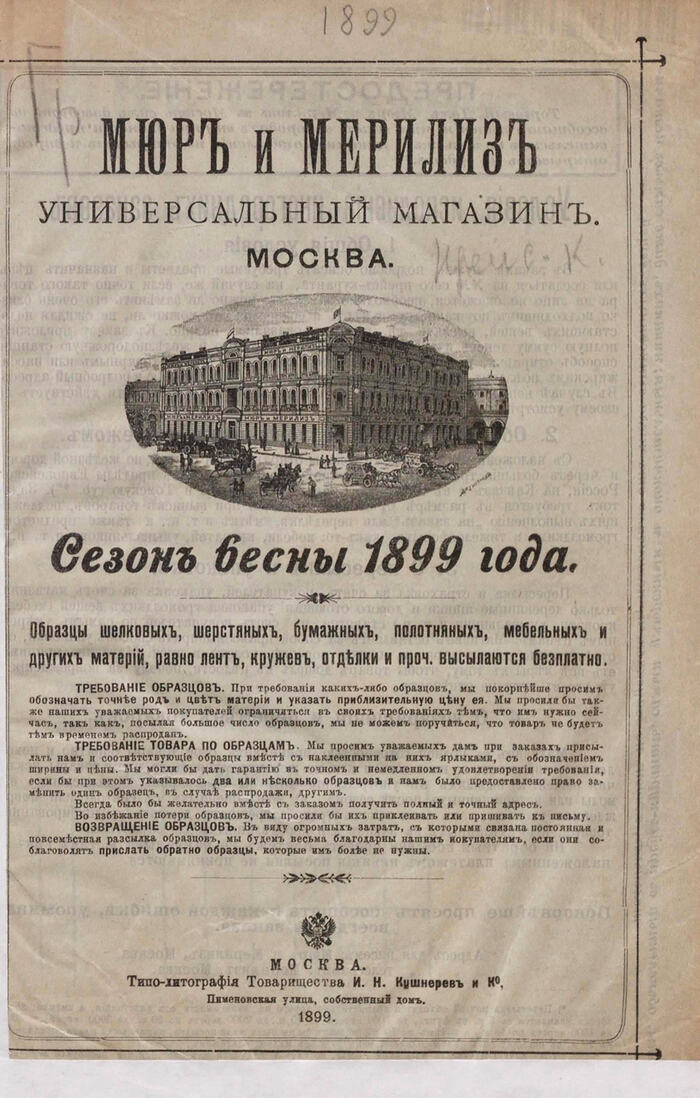 1899
МЮРЪ и МЕРИЛИЗЪ
УНИВЕРСАЛЬНЫЙ МАГАЗИНЪ.
МОСКВА.
Прейс-К.
Сезонъ весны 1899 года.
Образцы шелковыхъ, шерстяныхъ, бумажныхъ, полотняныхъ, мебельныхъ и
другихъ матерій, равно лентъ, кружевъ, отдѣлки и проч. высылаются безплатно.
ТРЕБОВАНІЕ ОБРАЗЦОВЪ. При требованіи какихъ-либо образцовъ, мы покорнѣйше просимъ
обозначать точнѣе родъ и цвѣтъ матеріи и указать приблизительную цѣну ея. Мы просили бы так-
же нашихъ уважаемыхъ покупателей ограничиться въ своихъ требованіяхъ тѣмъ, что имъ нужно сей-
часъ, такъ какъ, посылая большое число образцовъ, мы не можемъ поручиться, что товаръ не будетъ
тѣмъ временемъ распроданъ.
ТРЕБОВАНІЕ ТОВАРА ПО ОБРАЗЦАМЪ. Мы просимъ уважаемыхъ дамъ при заказахъ присы-
лать намъ и соотвѣтствующіе образцы вмѣстѣ съ наклеенными на нихъ ярлыками, съ обозначеніемъ
ширины и цѣны. Мы могли бы дать гарантію въ точномъ и немедленномъ удовлетвореніи требованія,
если бы при этомъ указывалось два или нѣсколько образцовъ и намъ было предоставлено право за-
мѣнить одинъ образецъ, въ случаѣ распродажи, другимъ.
Всегда было бы желательно вмѣстѣ съ заказомъ получить полный и точный адресъ.
Во избѣжаніе потери образцовъ, мы просили бы ихъ приклеивать или пришивать къ письму.
ВОЗВРАЩЕНІЕ ОБРАЗЦОВЪ. Въ виду огромныхъ затратъ, съ которыми связана постоянная и
повсемѣстная разсылка образцовъ, мы будемъ весьма благодарны нашимъ покупателямъ, если они со-
благоволятъ прислать обратно образцы, которые имъ болѣе не нужны.
МОСКВА.
Типо-литографія Товарищества И. Н. Кушнеревъ и Ко.
Пименовская улица, собственный домъ.
1899.